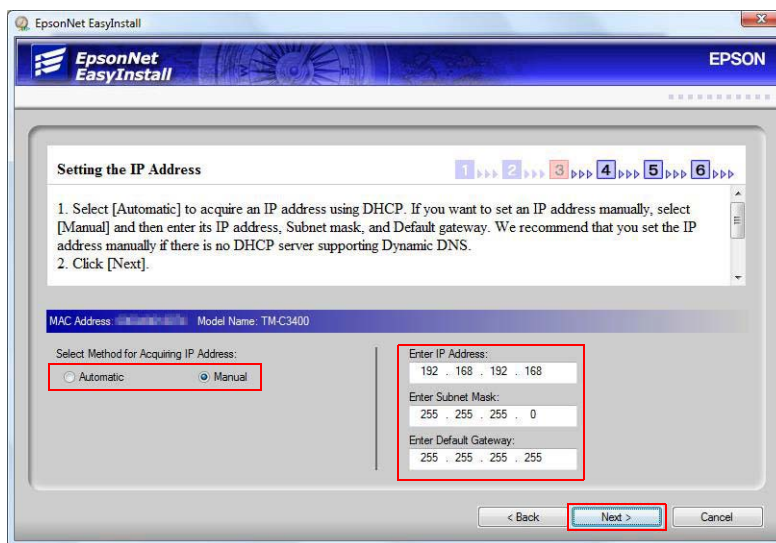 EpsonNet EasyInstall
EpsonNet
EasyInstall
EPSON
Setting the IP Address
1 2 3 4 5 6
1. Select [Automatic] to acquire an IP address using DHCP. If you want to set an IP address manually, select
[Manual] and then enter its IP address, Subnet mask, and Default gateway. We recommend that you set the IP
address manually if there is no DHCP server supporting Dynamic DNS.
2. Click [Next].
MAC Address: Model Name: TM-C3400
Select Method for Acquiring IP Address:
Automatic Manual
Enter IP Address:
192 . 168 . 192 . 168
Enter Subnet Mask:
255 . 255 . 255 . 0
Enter Default Gateway:
255 . 255 . 255 . 255
< Back Next > Cancel